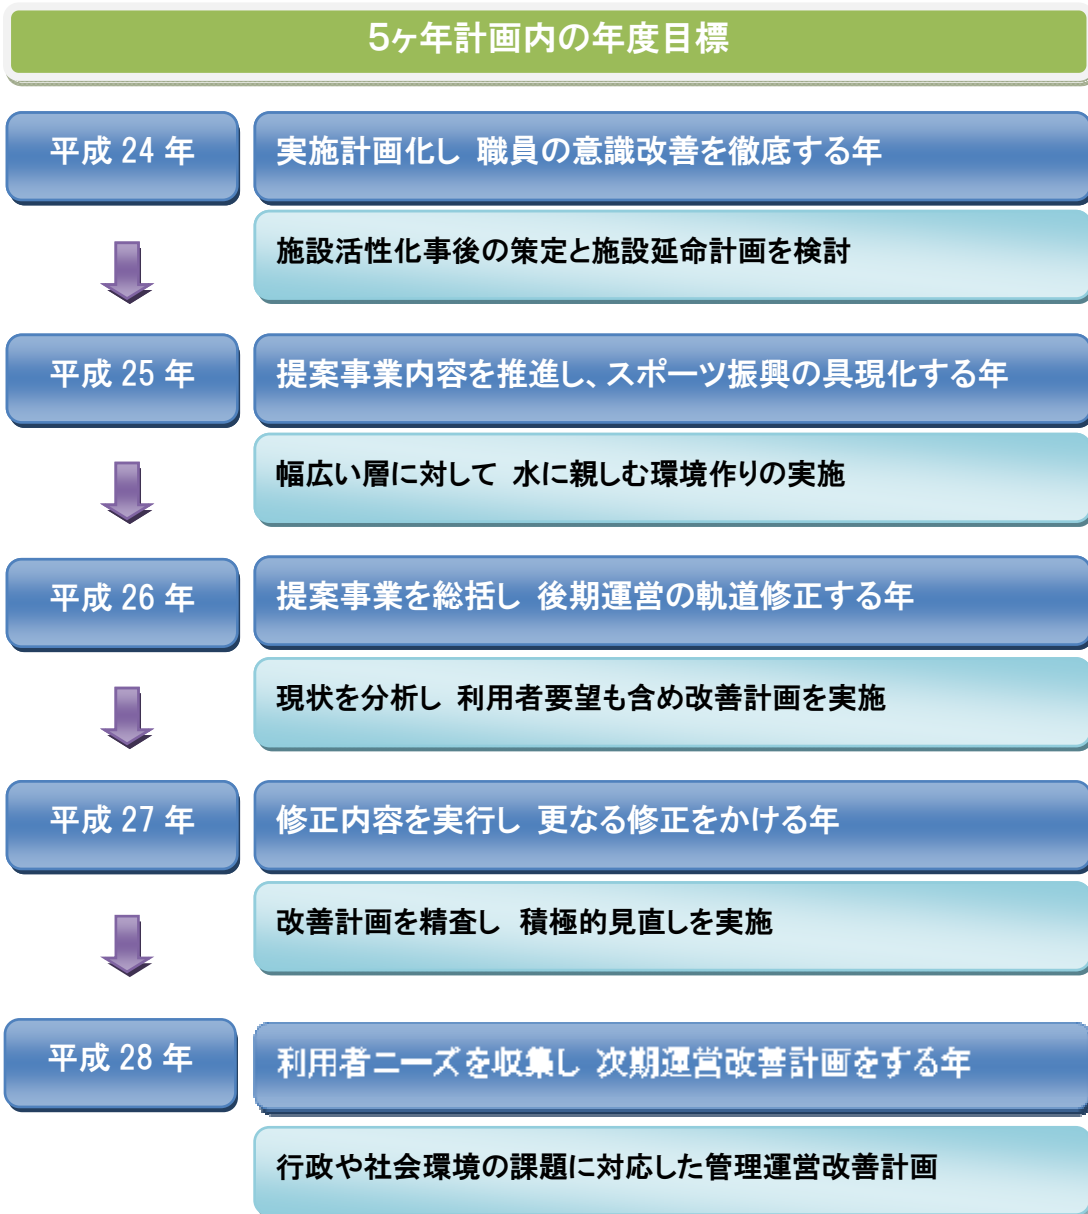 5ヶ年計画内の年度目標
平成 24 年
実施計画化し 職員の意識改善を徹底する年
施設活性化事後の策定と施設延命計画を検討
平成 25 年
提案事業内容を推進し、スポーツ振興の具現化する年
幅広い層に対して 水に親しむ環境作りの実施
平成 26 年
提案事業を総括し 後期運営の軌道修正する年
現状を分析し 利用者要望も含め改善計画を実施
平成 27 年
修正内容を実行し 更なる修正をかける年
改善計画を精査し 積極的見直しを実施
平成 28 年
利用者ニーズを収集し 次期運営改善計画をする年
行政や社会環境の課題に対応した管理運営改善計画